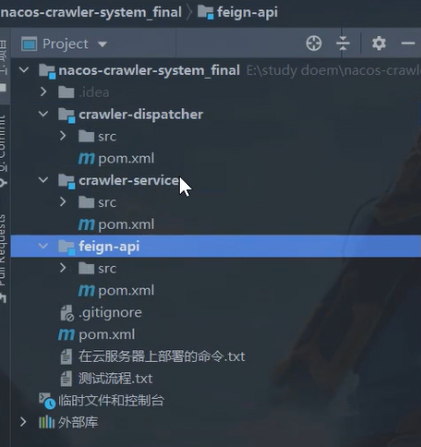 nacos-crawler-system_final feign-api
Project
nacos-crawler-system_final E:\study doem\nacos-crawl
.idea
crawler-dispatcher
src
pom.xml
crawler-service
src
pom.xml
feign-api
src
pom.xml
.gitignore
pom.xml
在云服务器上部署的命令.txt
测试流程.txt
临时文件和控制台
外部库
Commit
Pull Requests